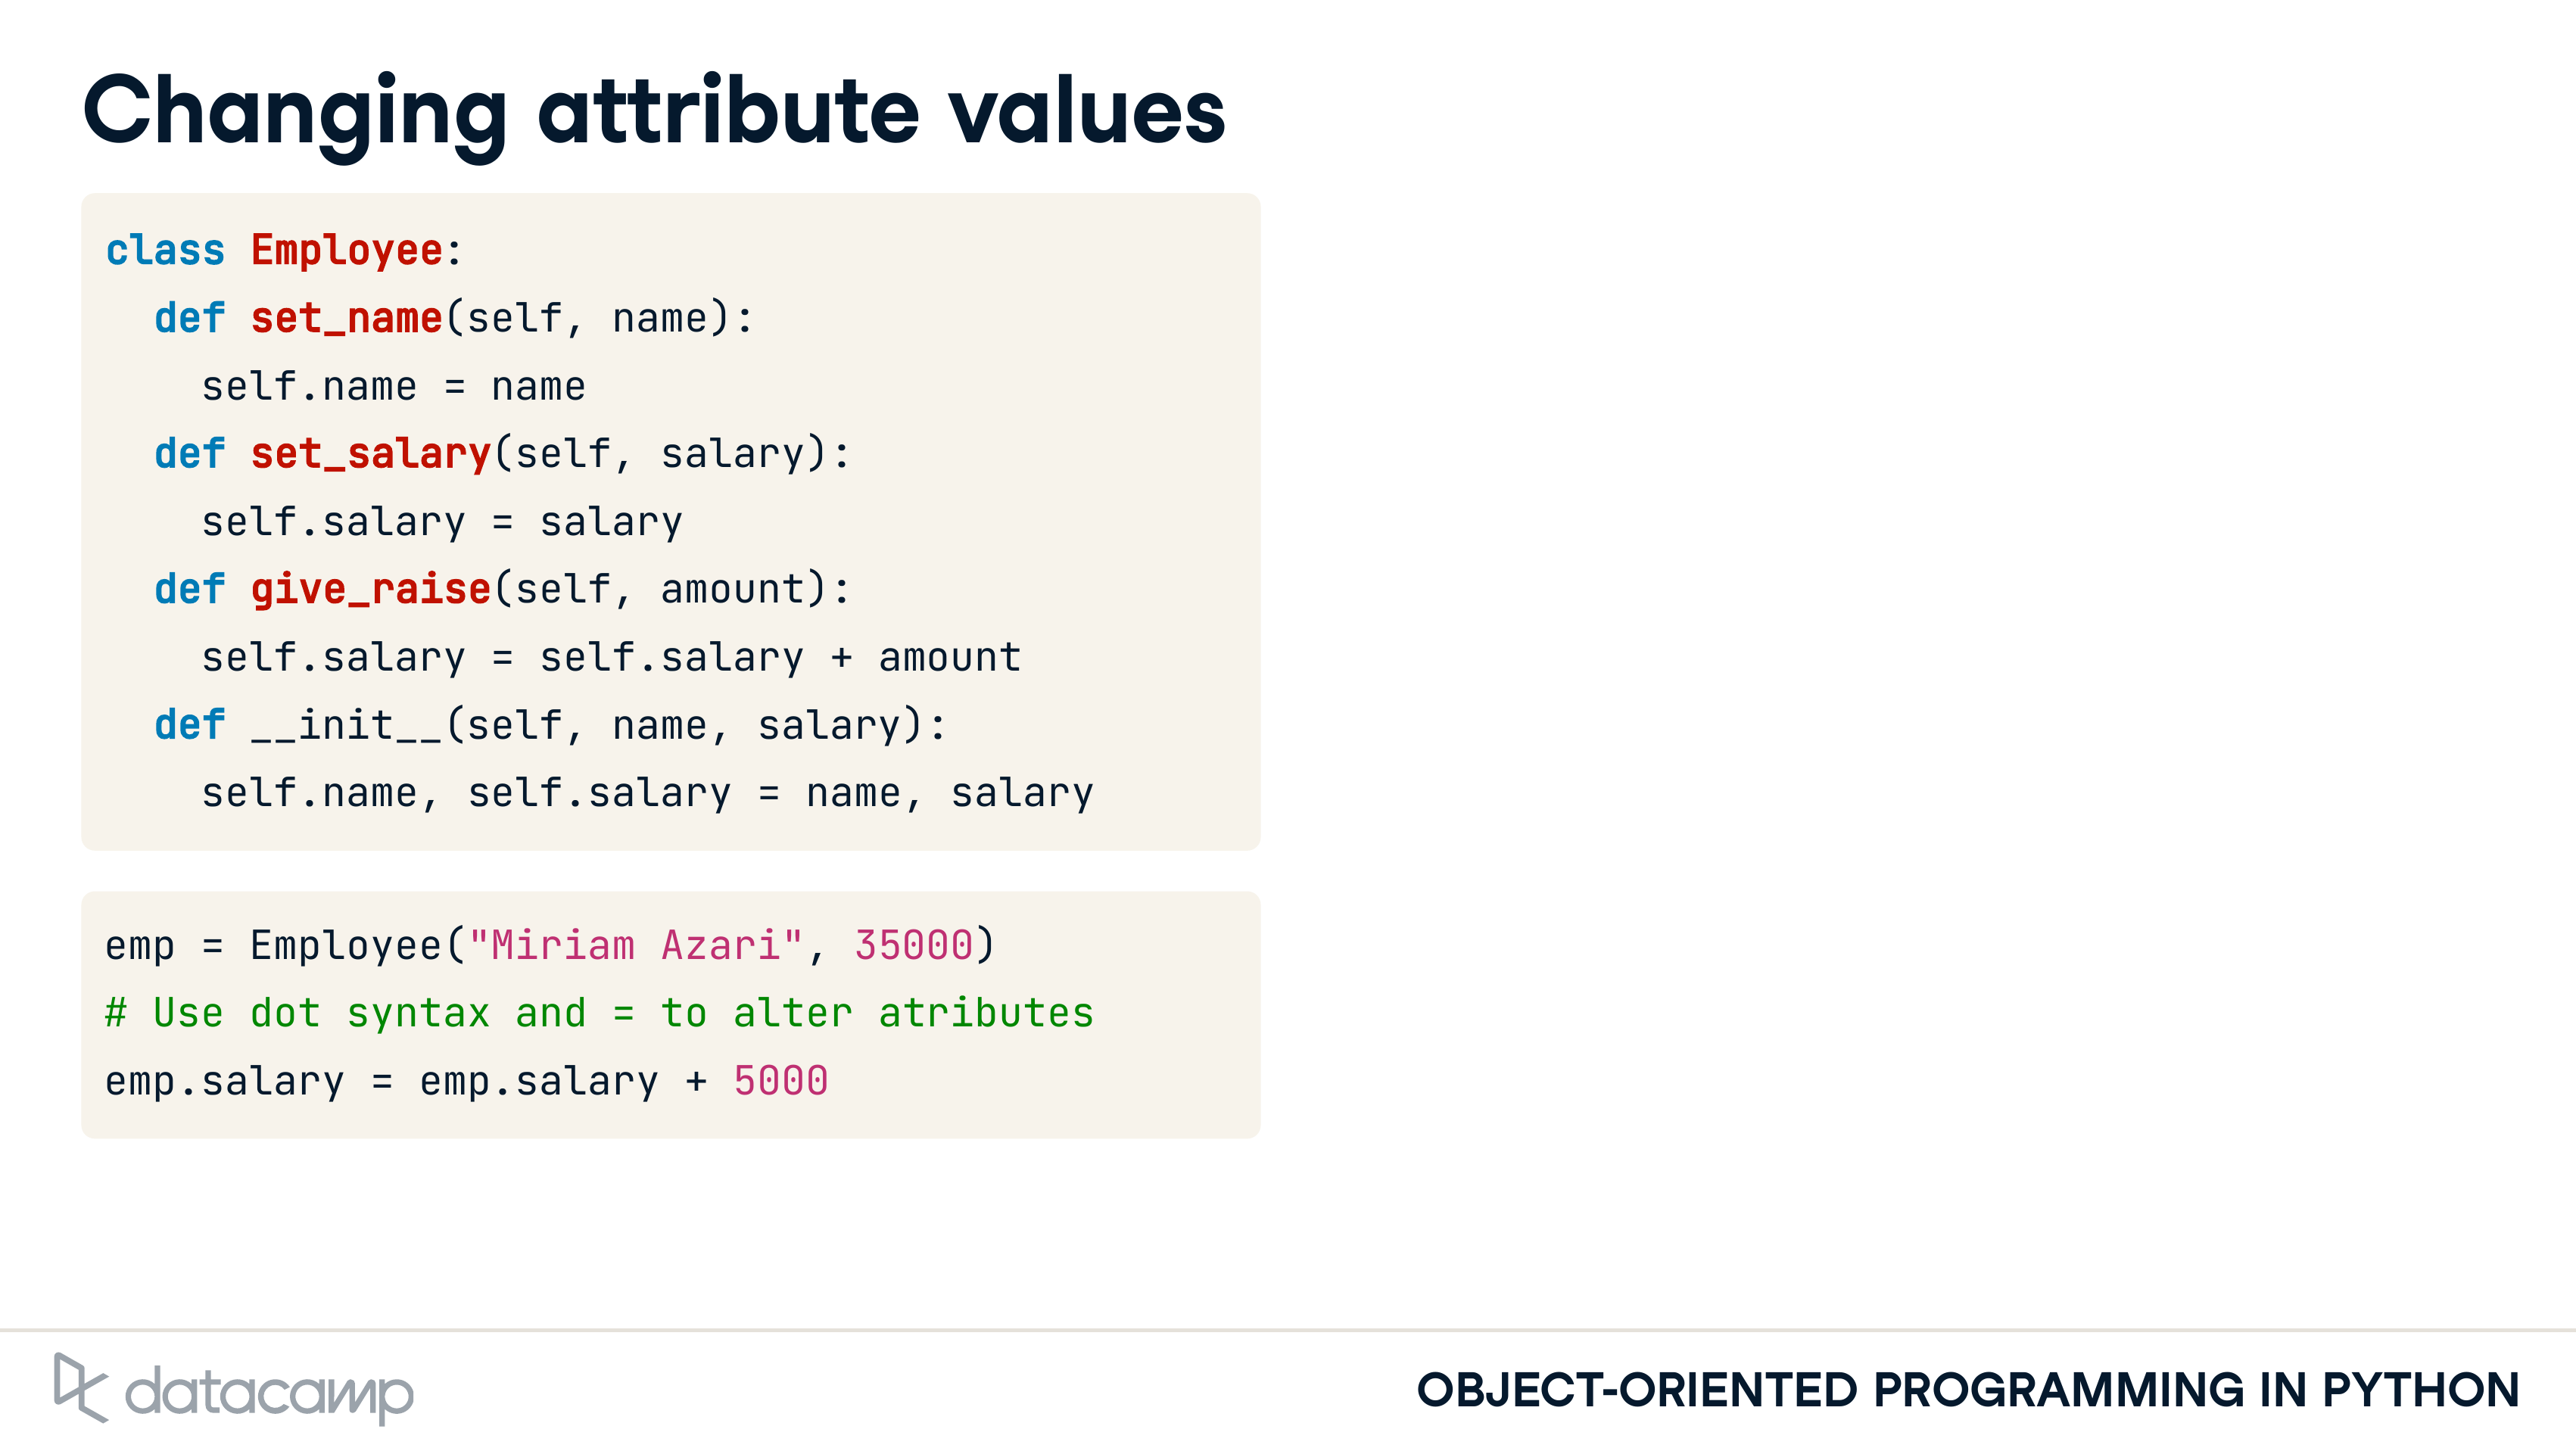 Changing attribute values
class Employee:
  def set_name(self, name):
    self.name = name
  def set_salary(self, salary):
    self.salary = salary
  def give_raise(self, amount):
    self.salary = self.salary + amount
  def __init__(self, name, salary):
    self.name, self.salary = name, salary
emp = Employee("Miriam Azari", 35000)
# Use dot syntax and = to alter atributes
emp.salary = emp.salary + 5000
datacamp
OBJECT-ORIENTED PROGRAMMING IN PYTHON